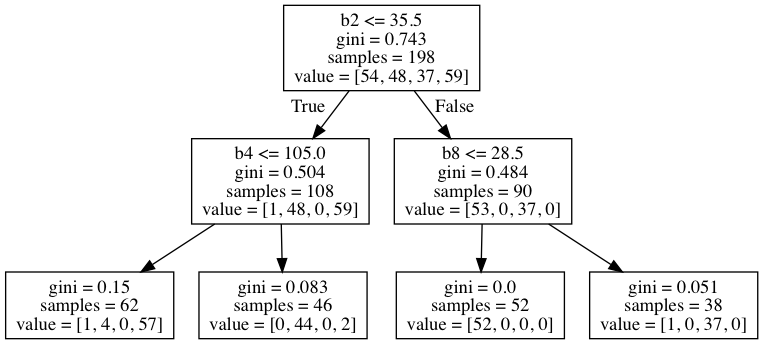 b2 <= 35.5
gini = 0.743
samples = 198
value = [54, 48, 37, 59]
True
False
b4 <= 105.0
gini = 0.504
samples = 108
value = [1, 48, 0, 59]
b8 <= 28.5
gini = 0.484
samples = 90
value = [53, 0, 37, 0]
gini = 0.15
samples = 62
value = [1, 4, 0, 57]
gini = 0.083
samples = 46
value = [0, 44, 0, 2]
gini = 0.0
samples = 52
value = [52, 0, 0, 0]
gini = 0.051
samples = 38
value = [1, 0, 37, 0]